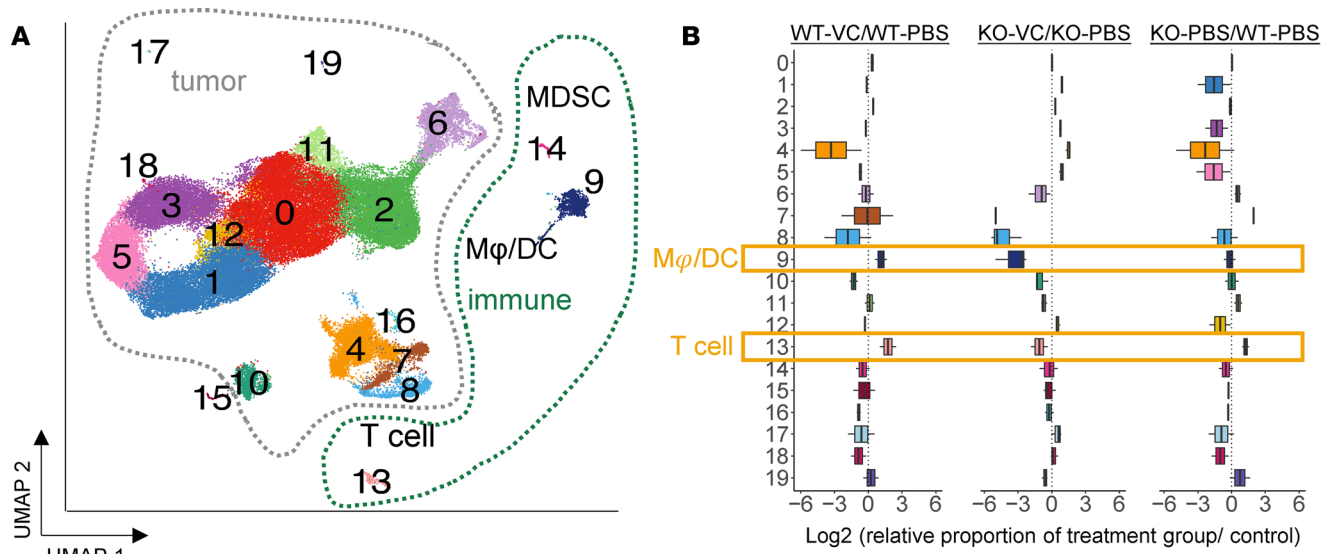 A
17
19
tumor
MDSC
6
14
11
18
9
3
0
2
12
Mφ/DC
5
1
immune
16
4
7
10
8
15
T cell
13
UMAP 2
UMAP 1
B
WT-VC/WT-PBS KO-VC/KO-PBS KO-PBS/WT-PBS
0
1
2
3
4
5
6
7
8
Mφ/DC 9
10
11
12
T cell 13
14
15
16
17
18
19
−6 −3 0 3 6 −6 −3 0 3 6 −6 −3 0 3 6
Log2 (relative proportion of treatment group/ control)